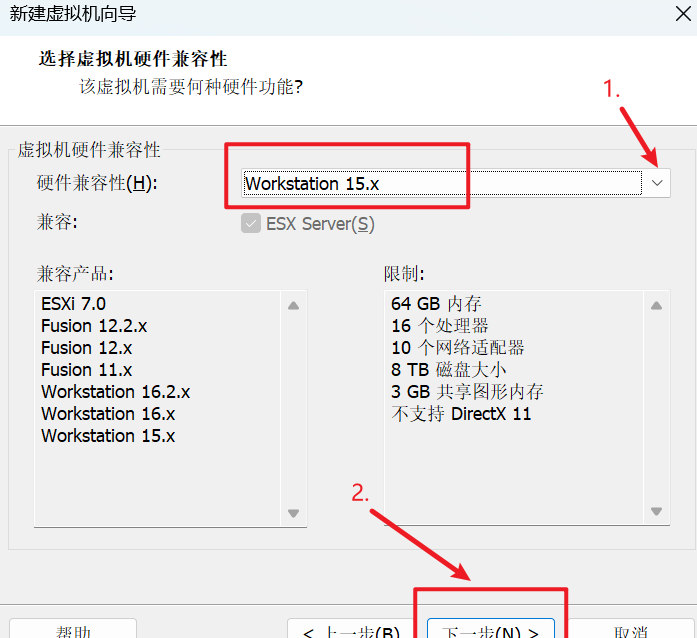 新建虚拟机向导
选择虚拟机硬件兼容性
该虚拟机需要何种硬件功能?
1.
虚拟机硬件兼容性
硬件兼容性(H):
Workstation 15.x
兼容:
ESX Server(S)
兼容产品:
限制:
ESXi 7.0
Fusion 12.2.x
Fusion 12.x
Fusion 11.x
Workstation 16.2.x
Workstation 16.x
Workstation 15.x
64 GB 内存
16 个处理器
10 个网络适配器
8 TB 磁盘大小
3 GB 共享图形内存
不支持 DirectX 11
2.
帮助
< 上一步(B)
下一步(N) >
取消